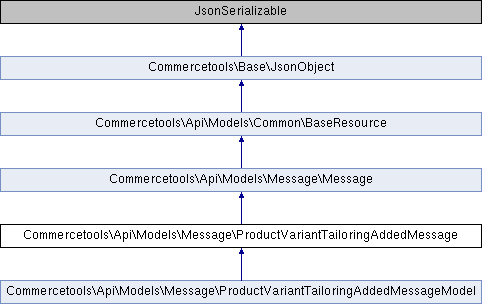 JsonSerializable
Commercetools\Base\JsonObject
Commercetools\Api\Models\Common\BaseResource
Commercetools\Api\Models\Message\Message
Commercetools\Api\Models\Message\ProductVariantTailoringAddedMessage
Commercetools\Api\Models\Message\ProductVariantTailoringAddedMessageModel